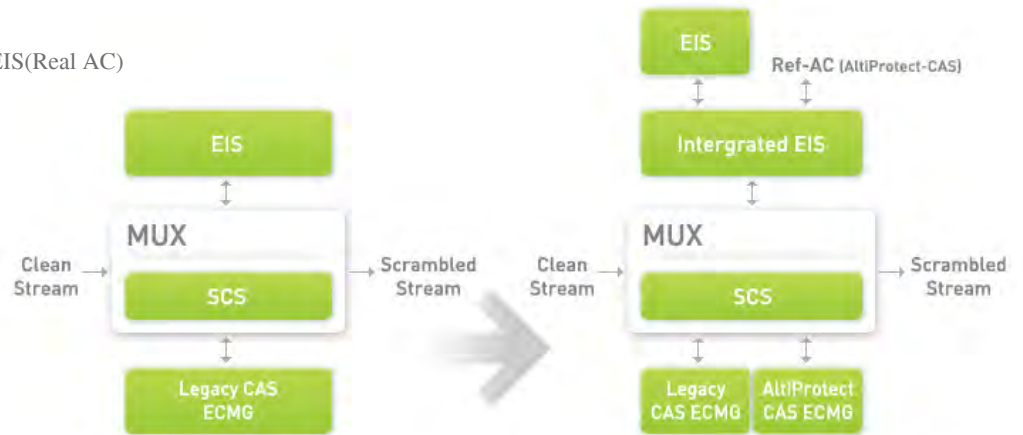 EIS(Real AC)
EIS
MUX
Clean
Stream
SCS
Scrambled
Stream
Legacy CAS
ECMG
EIS
Ref-AC (AltiProtect-CAS)
Intergrated EIS
MUX
Clean
Stream
SCS
Scrambled
Stream
Legacy
CAS ECMG
AltiProtect
CAS ECMG